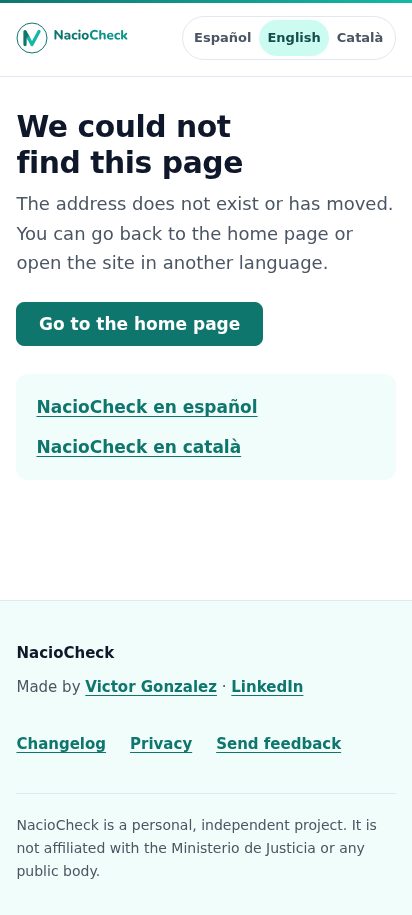 NacioCheck
Español English Català
We could not
find this page
The address does not exist or has moved.
You can go back to the home page or
open the site in another language.
Go to the home page
NacioCheck en español
NacioCheck en català
NacioCheck
Made by Victor Gonzalez · LinkedIn
Changelog Privacy Send feedback
NacioCheck is a personal, independent project. It is
not affiliated with the Ministerio de Justicia or any
public body.